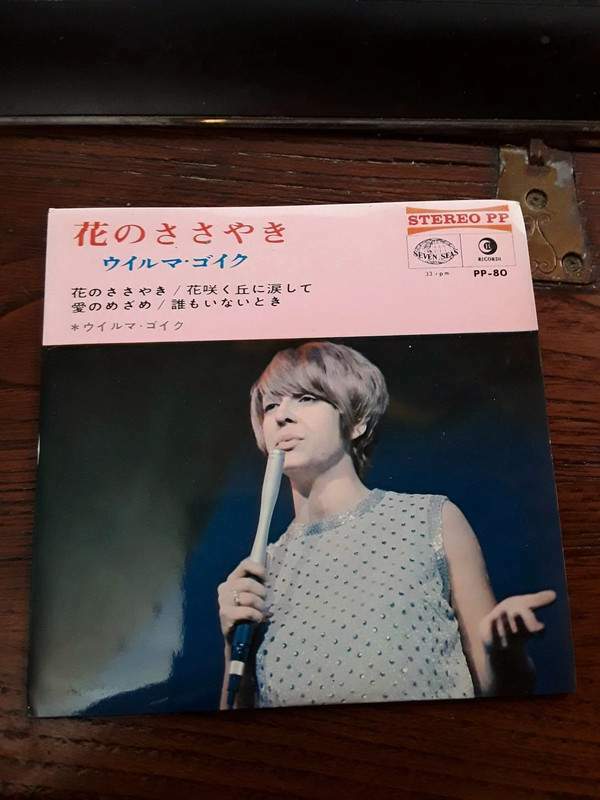 花のささやき
ウイルマ・ゴイク
花のささやき/花咲く丘に涙して
愛のめざめ/誰もいないとき
*ウイルマ・ゴイク
STEREO PP
SEVEN SEAS
RICORDI
33 rpm
PP-80